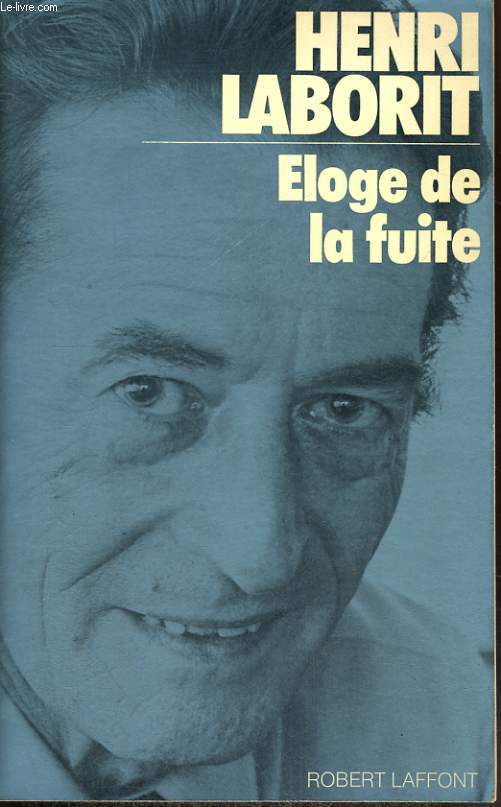 Le-livre.com
HENRI
LABORIT
Eloge de
la fuite
ROBERT LAFFONT